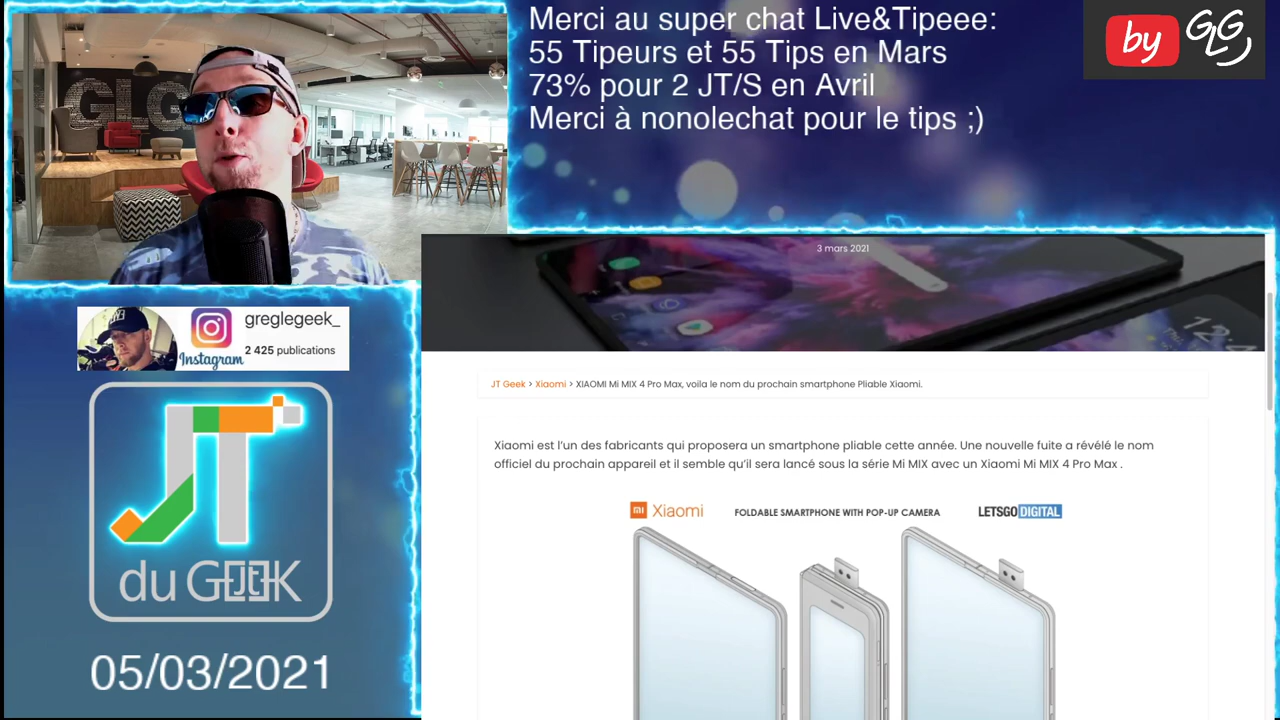 Merci au super chat Live&Tipeee:
55 Tipeurs et 55 Tips en Mars
73% pour 2 JT/S en Avril
Merci à nonolechat pour le tips ;)
by GLG
GLG
greglegeek_
Instagram
2 425 publications
JT
du GEEK
05/03/2021
3 mars 2021
JT Geek > Xiaomi > XIAOMI Mi MIX 4 Pro Max, voila le nom du prochain smartphone Pliable Xiaomi.
Xiaomi est l'un des fabricants qui proposera un smartphone pliable cette année. Une nouvelle fuite a révélé le nom
officiel du prochain appareil et il semble qu'il sera lancé sous la série Mi MIX avec un Xiaomi Mi MIX 4 Pro Max .
mi Xiaomi FOLDABLE SMARTPHONE WITH POP-UP CAMERA LETSGODIGITAL